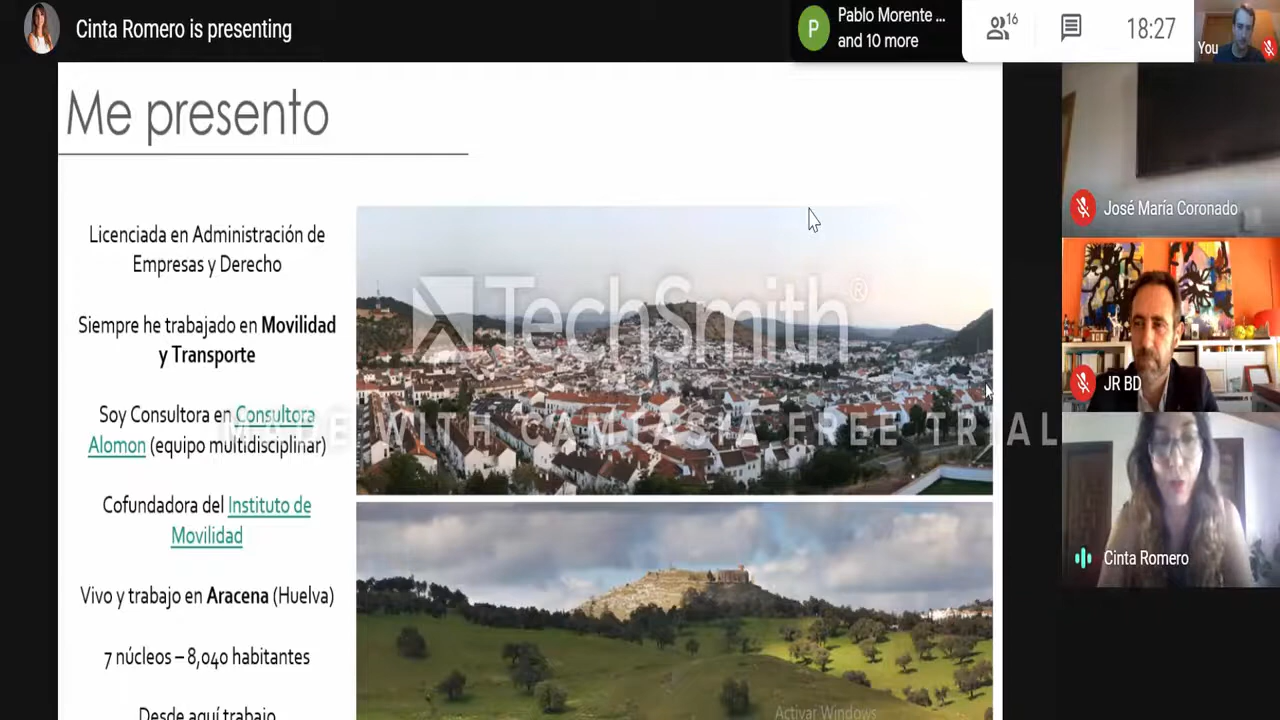 Cinta Romero is presenting
P
Pablo Morente ...
and 10 more
16
18:27
You
Me presento
Licenciada en Administración de
Empresas y Derecho
Siempre he trabajado en Movilidad
y Transporte
Soy Consultora en Consultora
Alomon (equipo multidisciplinar)
Cofundadora del Instituto de
Movilidad
Vivo y trabajo en Aracena (Huelva)
7 núcleos – 8,040 habitantes
Desde aquí trabajo
TechSmith®
MADE WITH CAMTASIA FREE TRIAL
Activar Windows
José María Coronado
JR BD
Cinta Romero